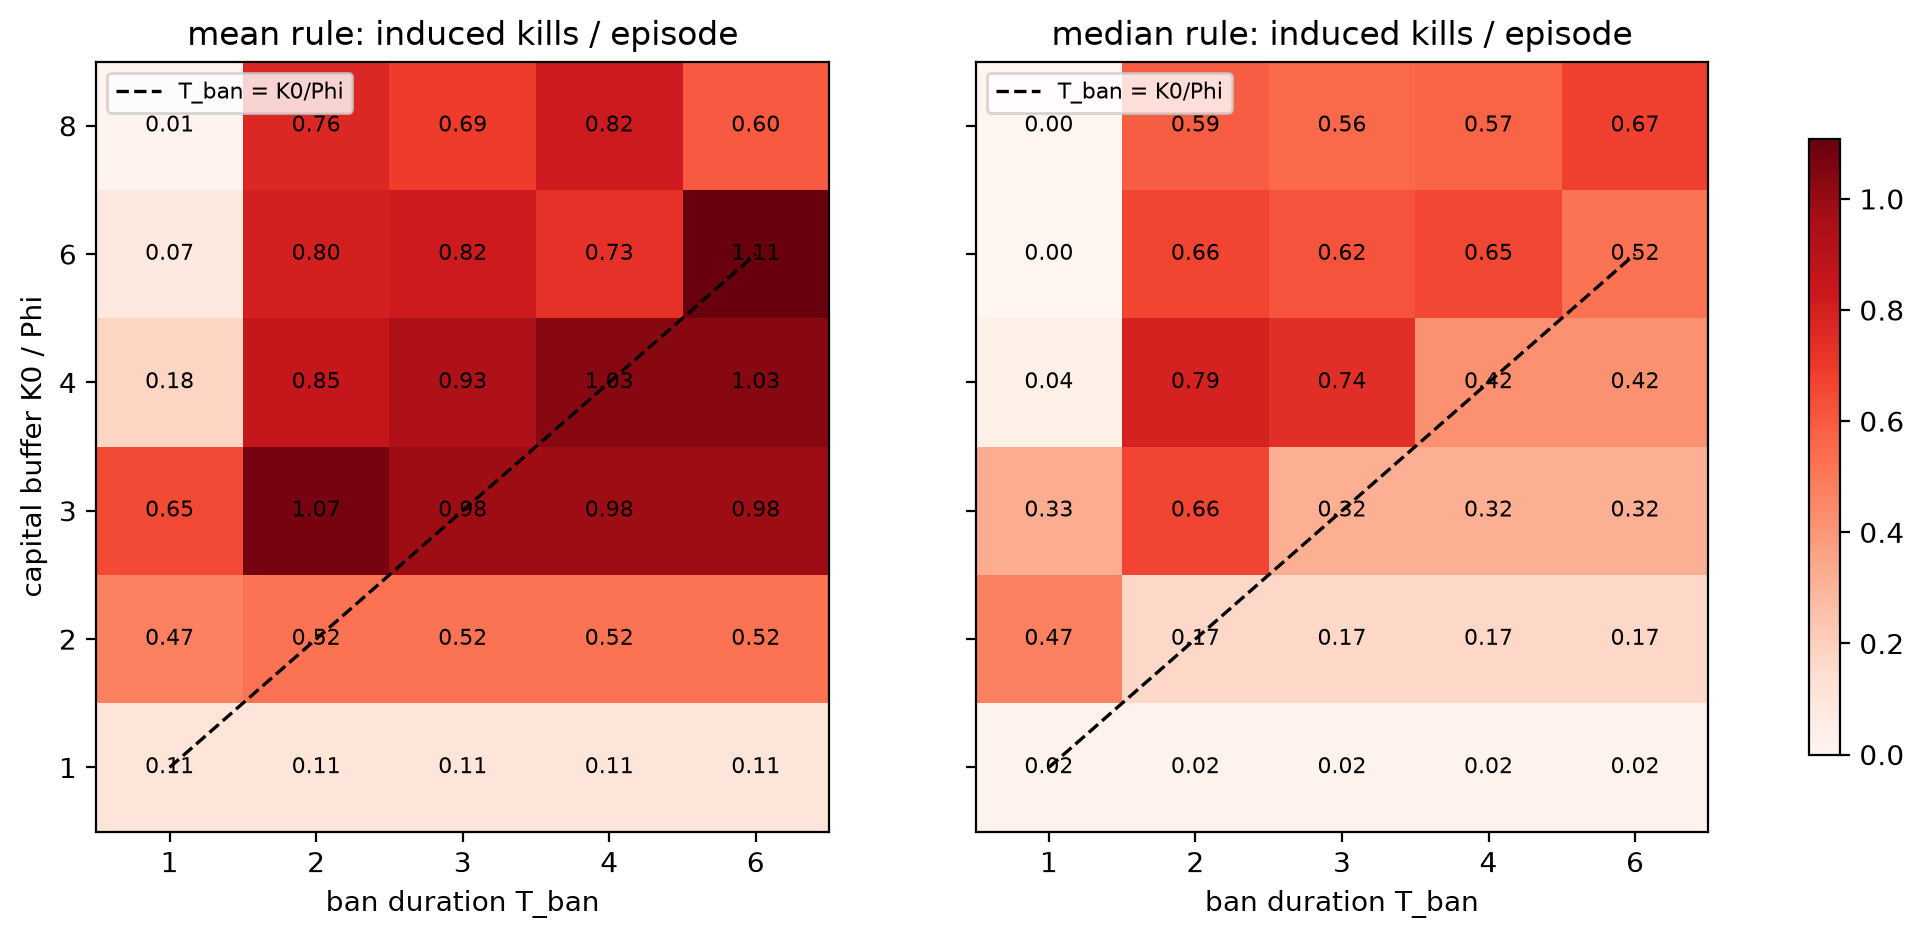 mean rule: induced kills / episode
T_ban = K0/Phi
capital buffer K0 / Phi
8
0.01 0.76 0.69 0.82 0.60
6
0.07 0.80 0.82 0.73 1.11
4
0.18 0.85 0.93 1.03 1.03
3
0.65 1.07 0.98 0.98 0.98
2
0.47 0.52 0.52 0.52 0.52
1
0.11 0.11 0.11 0.11 0.11
1 2 3 4 6
ban duration T_ban
median rule: induced kills / episode
T_ban = K0/Phi
0.00 0.59 0.56 0.57 0.67
0.00 0.66 0.62 0.65 0.52
0.04 0.79 0.74 0.42 0.42
0.33 0.66 0.32 0.32 0.32
0.47 0.17 0.17 0.17 0.17
0.02 0.02 0.02 0.02 0.02
1 2 3 4 6
ban duration T_ban
1.0
0.8
0.6
0.4
0.2
0.0